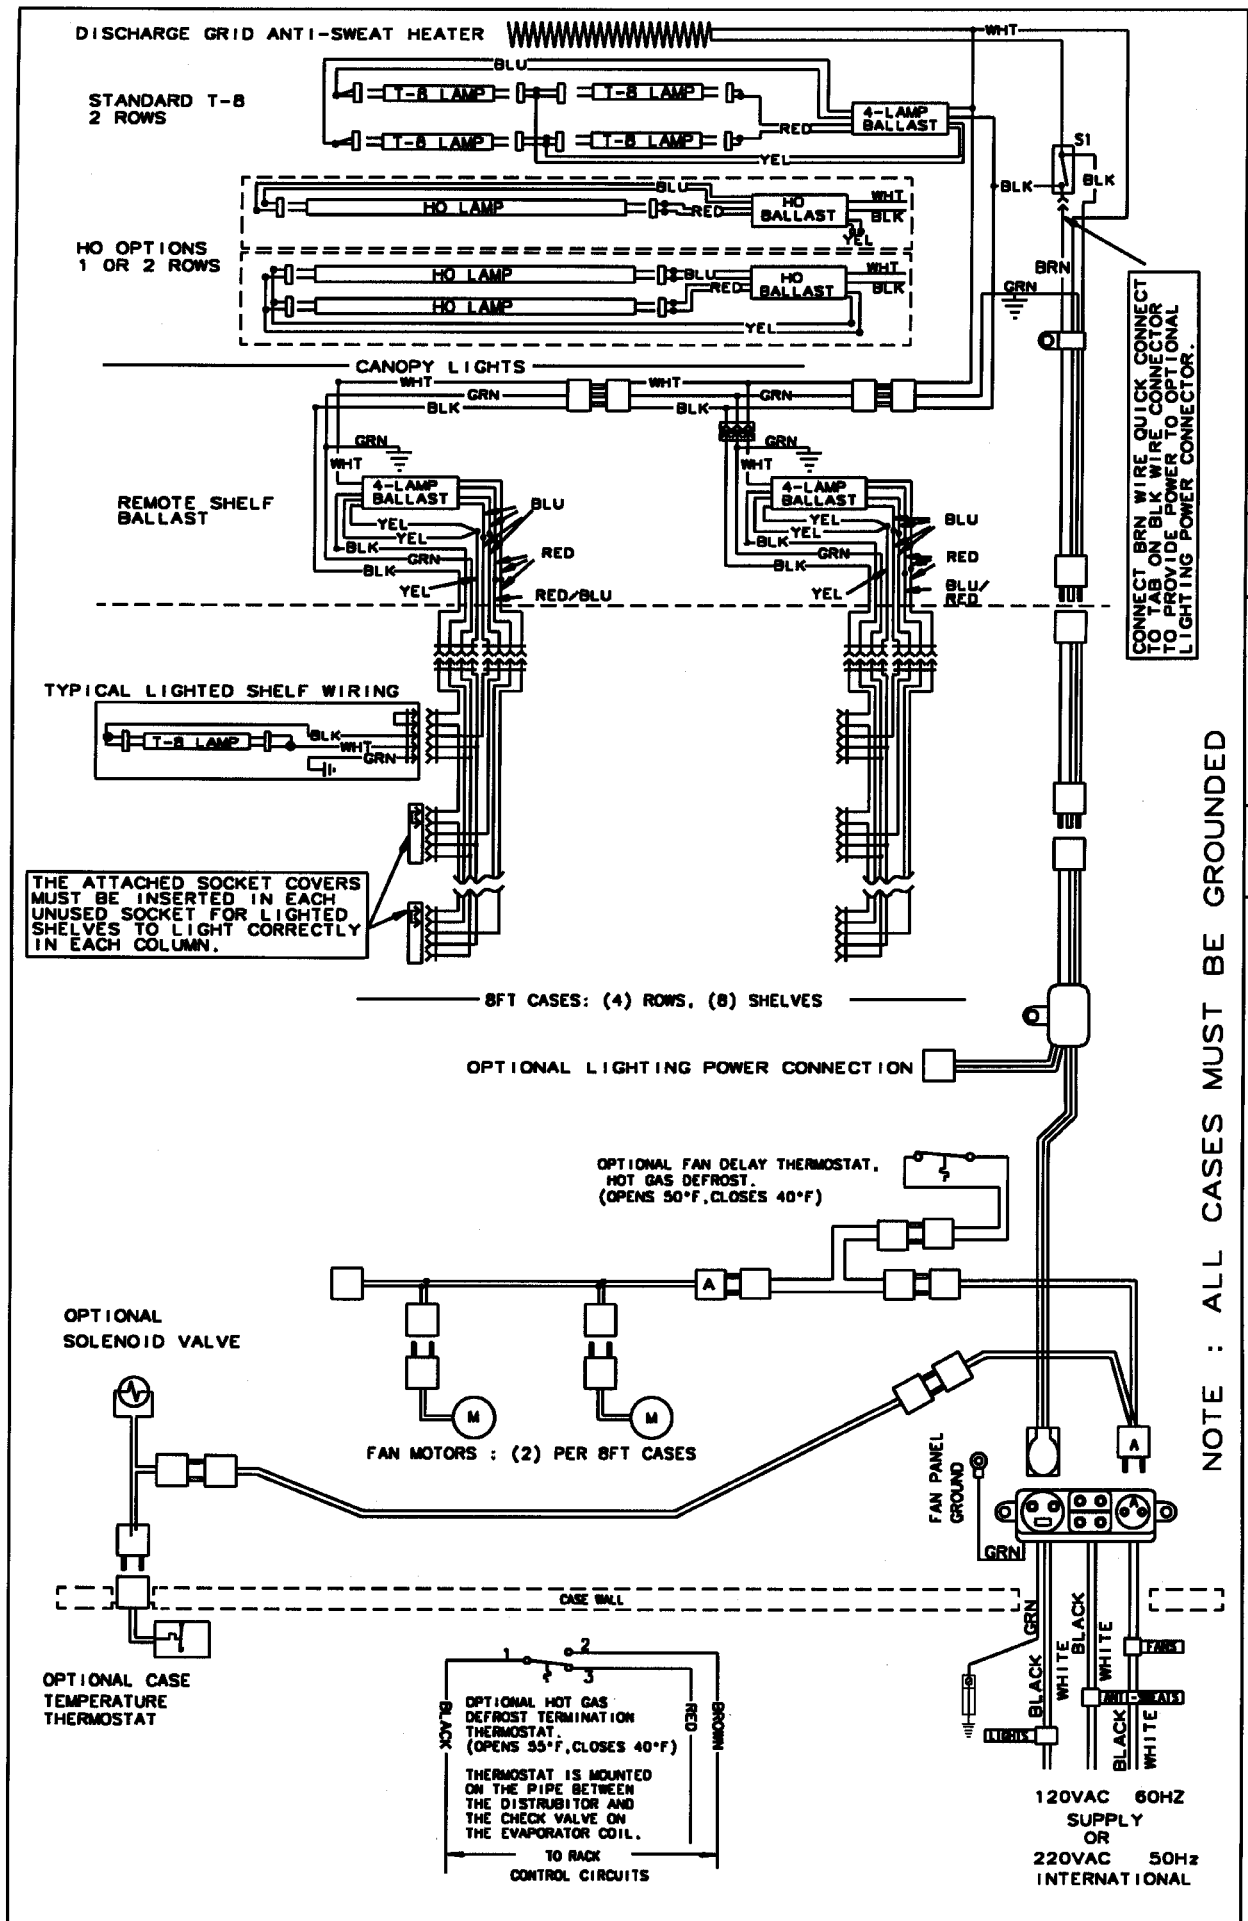 DISCHARGE GRID ANTI-SWEAT HEATER
WHT
BLU
STANDARD T-8
2 ROWS
T-8 LAMP
T-8 LAMP
4-LAMP
BALLAST
RED
T-8 LAMP
T-8 LAMP
YEL
S1
BLK
BLK
BLU
HO LAMP
RED
HO
BALLAST
WHT
BLK
YEL
HO OPTIONS
1 OR 2 ROWS
HO LAMP
BLU
RED
HO
BALLAST
WHT
BLK
HO LAMP
YEL
BRN
GRN
CONNECT BRN WIRE QUICK CONNECT
TO TAB ON BLK WIRE CONNECTOR
TO PROVIDE POWER TO OPTIONAL
LIGHTING POWER CONNECTOR.
CANOPY LIGHTS
WHT
WHT
GRN
GRN
BLK
BLK
GRN
GRN
WHT
WHT
REMOTE SHELF
BALLAST
4-LAMP
BALLAST
4-LAMP
BALLAST
BLU
BLU
YEL
YEL
YEL
YEL
BLK
BLK
GRN
GRN
RED
RED
BLK
BLK
YEL
YEL
RED/BLU
BLU/
RED
TYPICAL LIGHTED SHELF WIRING
T-8 LAMP
BLK
WHT
GRN
THE ATTACHED SOCKET COVERS
MUST BE INSERTED IN EACH
UNUSED SOCKET FOR LIGHTED
SHELVES TO LIGHT CORRECTLY
IN EACH COLUMN.
8FT CASES: (4) ROWS, (8) SHELVES
NOTE : ALL CASES MUST BE GROUNDED
OPTIONAL LIGHTING POWER CONNECTION
OPTIONAL FAN DELAY THERMOSTAT,
HOT GAS DEFROST.
(OPENS 50°F,CLOSES 40°F)
A
OPTIONAL
SOLENOID VALVE
M
M
FAN MOTORS : (2) PER 8FT CASES
A
FAN PANEL
GROUND
A
GRN
CASE WALL
OPTIONAL CASE
TEMPERATURE
THERMOSTAT
1
2
3
BLACK
RED
BROWN
OPTIONAL HOT GAS
DEFROST TERMINATION
THERMOSTAT.
(OPENS 55°F,CLOSES 40°F)
THERMOSTAT IS MOUNTED
ON THE PIPE BETWEEN
THE DISTRUBITOR AND
THE CHECK VALVE ON
THE EVAPORATOR COIL.
TO RACK
CONTROL CIRCUITS
GRN
BLACK
WHITE
BLACK
WHITE
FANS
ANTI-SWEATS
BLACK
WHITE
LIGHTS
120VAC 60HZ
SUPPLY
OR
220VAC 50Hz
INTERNATIONAL